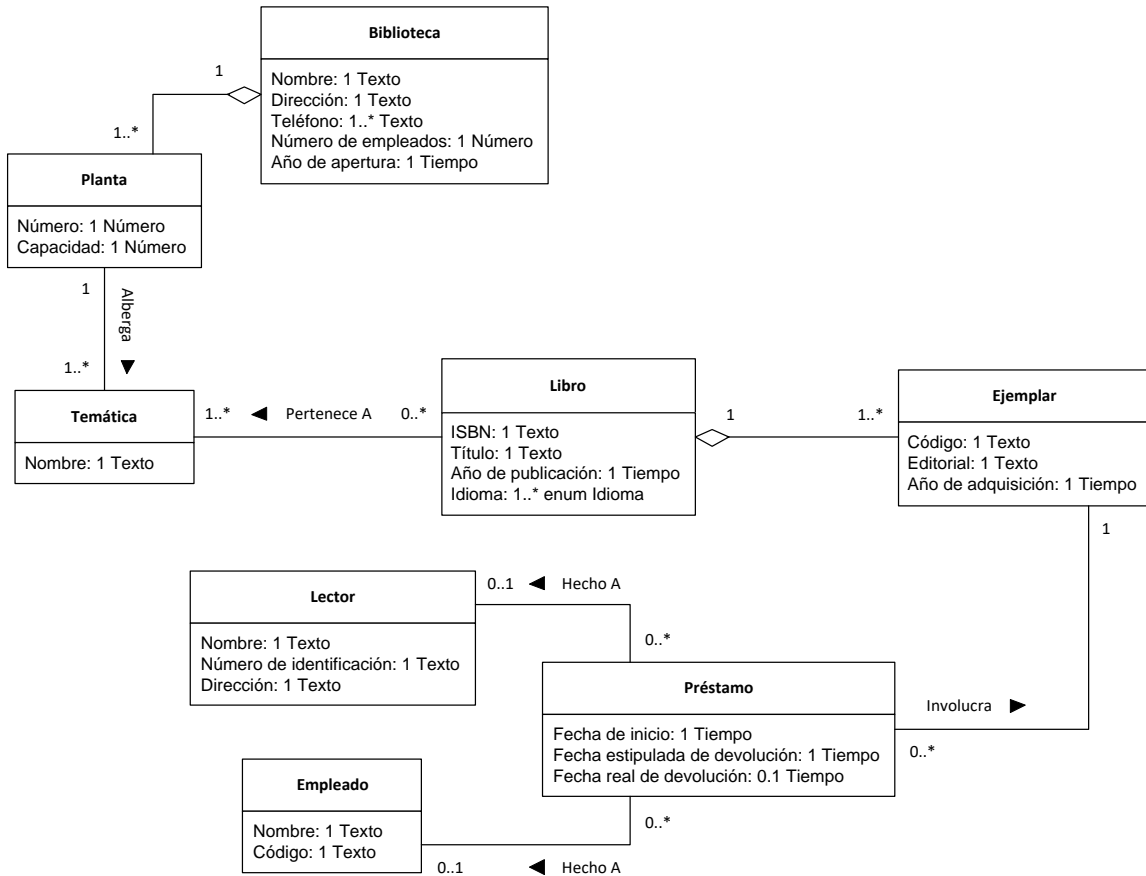 Biblioteca
Nombre: 1 Texto
Dirección: 1 Texto
Teléfono: 1..* Texto
Número de empleados: 1 Número
Año de apertura: 1 Tiempo
1
1..*
Planta
Número: 1 Número
Capacidad: 1 Número
1
Alberga
1..*
Temática
Nombre: 1 Texto
1..*
Pertenece A
0..*
Libro
ISBN: 1 Texto
Título: 1 Texto
Año de publicación: 1 Tiempo
Idioma: 1..* enum Idioma
1
1..*
Ejemplar
Código: 1 Texto
Editorial: 1 Texto
Año de adquisición: 1 Tiempo
1
Lector
Nombre: 1 Texto
Número de identificación: 1 Texto
Dirección: 1 Texto
0..1
Hecho A
0..*
Préstamo
Fecha de inicio: 1 Tiempo
Fecha estipulada de devolución: 1 Tiempo
Fecha real de devolución: 0.1 Tiempo
Involucra
0..*
Empleado
Nombre: 1 Texto
Código: 1 Texto
0..*
0..1
Hecho A